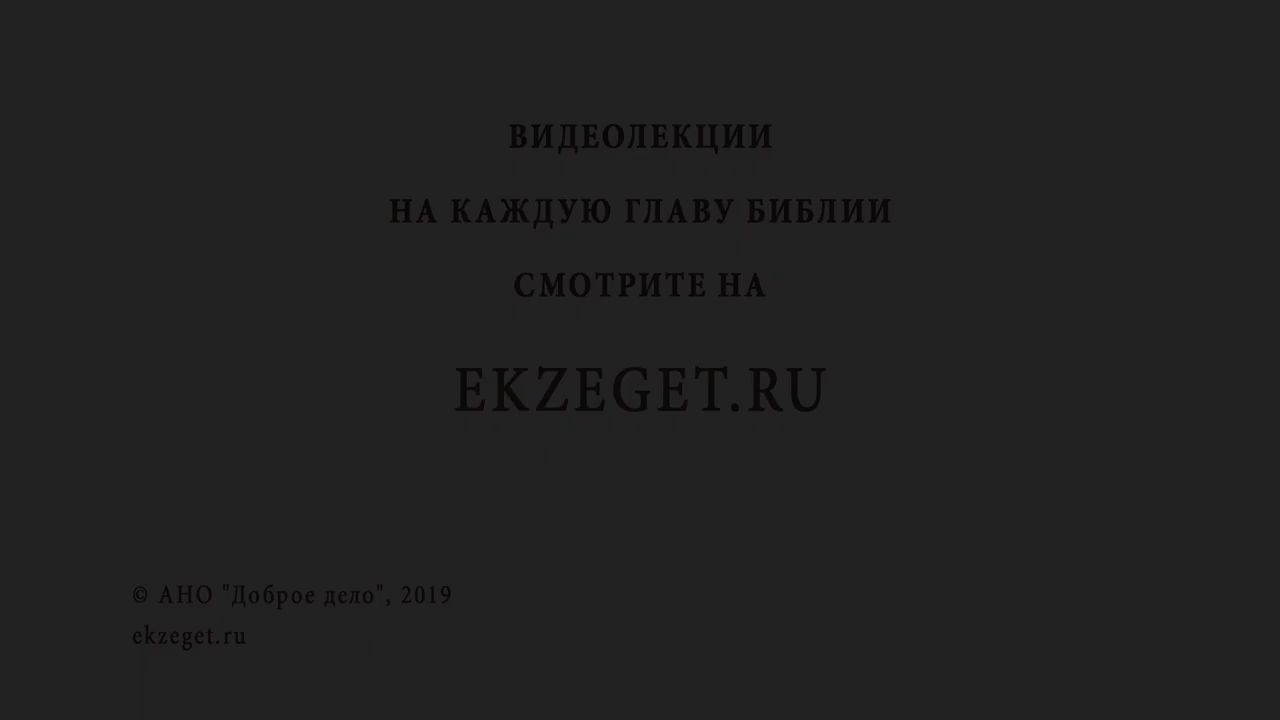 ВИДЕОЛЕКЦИИ
НА КАЖДУЮ ГЛАВУ БИБЛИИ
СМОТРИТЕ НА
EKZEGET.RU
© АНО "Доброе дело", 2019
ekzeget.ru